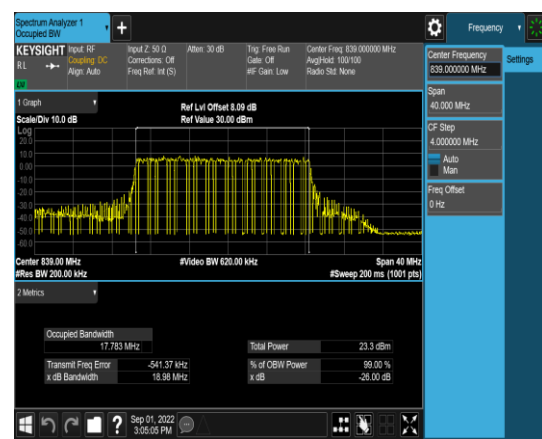 Spectrum Analyzer 1
Occupied BW
+
Frequency
KEYSIGHT
R L
Input: RF
Coupling: DC
Align: Auto
Input Z: 50 Ω
Corrections: Off
Freq Ref: Int (S)
Atten: 30 dB
Trig: Free Run
Gate: Off
#IF Gain: Low
Center Freq: 839.000000 MHz
Avg|Hold: 100/100
Radio Std: None
Center Frequency
839.000000 MHz
Settings
Span
40.000 MHz
CF Step
4.000000 MHz
Auto
Man
Freq Offset
0 Hz
1 Graph
Scale/Div 10.0 dB
Ref Lvl Offset 8.09 dB
Ref Value 30.00 dBm
Log
20.0
10.0
0.00
-10.0
-20.0
-30.0
-40.0
-50.0
-60.0
Center 839.00 MHz
#Res BW 200.00 kHz
#Video BW 620.00 kHz
Span 40 MHz
#Sweep 200 ms (1001 pts)
2 Metrics
Occupied Bandwidth
17.783 MHz
Total Power 23.3 dBm
Transmit Freq Error -541.37 kHz
% of OBW Power 99.00 %
x dB Bandwidth 18.98 MHz
x dB -26.00 dB
?
Sep 01, 2022
3:05:05 PM